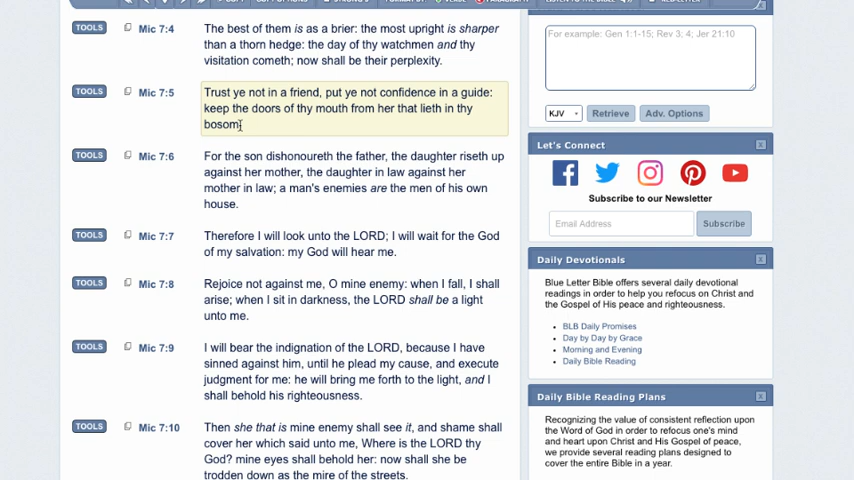 TOOLS
Mic 7:4
The best of them is as a brier: the most upright is sharper
than a thorn hedge: the day of thy watchmen and thy
visitation cometh; now shall be their perplexity.
TOOLS
Mic 7:5
Trust ye not in a friend, put ye not confidence in a guide:
keep the doors of thy mouth from her that lieth in thy
bosom.
TOOLS
Mic 7:6
For the son dishonoureth the father, the daughter riseth up
against her mother, the daughter in law against her
mother in law; a man's enemies are the men of his own
house.
TOOLS
Mic 7:7
Therefore I will look unto the LORD; I will wait for the God
of my salvation: my God will hear me.
TOOLS
Mic 7:8
Rejoice not against me, O mine enemy: when I fall, I shall
arise; when I sit in darkness, the LORD shall be a light
unto me.
TOOLS
Mic 7:9
I will bear the indignation of the LORD, because I have
sinned against him, until he plead my cause, and execute
judgment for me: he will bring me forth to the light, and I
shall behold his righteousness.
TOOLS
Mic 7:10
Then she that is mine enemy shall see it, and shame shall
cover her which said unto me, Where is the LORD thy
God? mine eyes shall behold her: now shall she be
trodden down as the mire of the streets.
For example: Gen 1:1-15; Rev 3; 4; Jer 21:10
KJV
Retrieve
Adv. Options
Let's Connect
Subscribe to our Newsletter
Email Address
Subscribe
Daily Devotionals
Blue Letter Bible offers several daily devotional
readings in order to help you refocus on Christ and
the Gospel of His peace and righteousness.
BLB Daily Promises
Day by Day by Grace
Morning and Evening
Daily Bible Reading
Daily Bible Reading Plans
Recognizing the value of consistent reflection upon
the Word of God in order to refocus one's mind
and heart upon Christ and His Gospel of peace,
we provide several reading plans designed to
cover the entire Bible in a year.